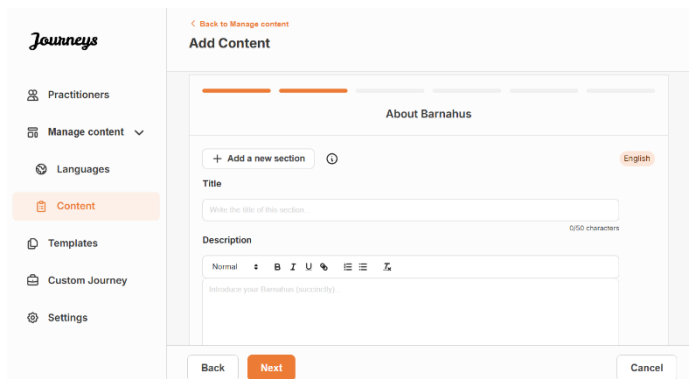 Journeys
Practitioners
Manage content
Languages
Content
Templates
Custom Journey
Settings
Back to Manage content
Add Content
About Barnahus
+ Add a new section
English
Title
Write the title of this section...
0/50 characters
Description
Normal B I U
Introduce your Barnahus (succinctly)...
Back Next Cancel